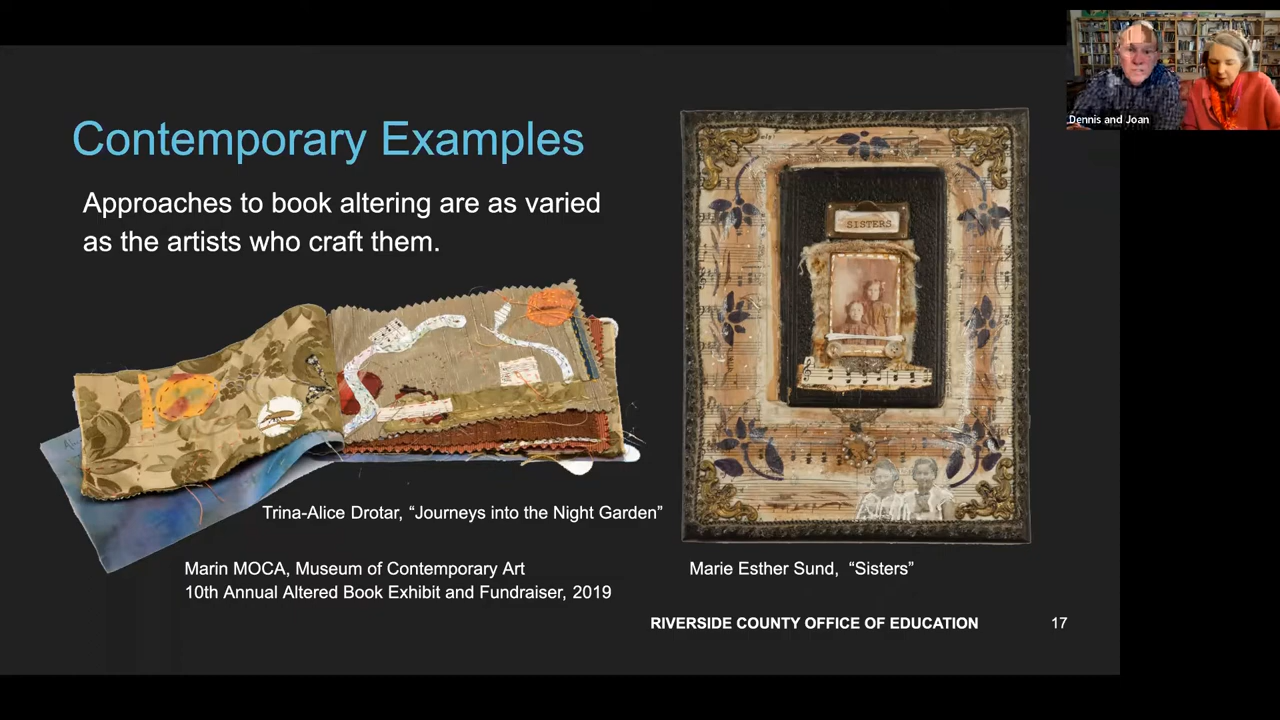 Dennis and Joan
Contemporary Examples
Approaches to book altering are as varied
as the artists who craft them.
SISTERS
Trina-Alice Drotar, “Journeys into the Night Garden”
Marin MOCA, Museum of Contemporary Art
10th Annual Altered Book Exhibit and Fundraiser, 2019
Marie Esther Sund,  “Sisters”
RIVERSIDE COUNTY OFFICE OF EDUCATION
17